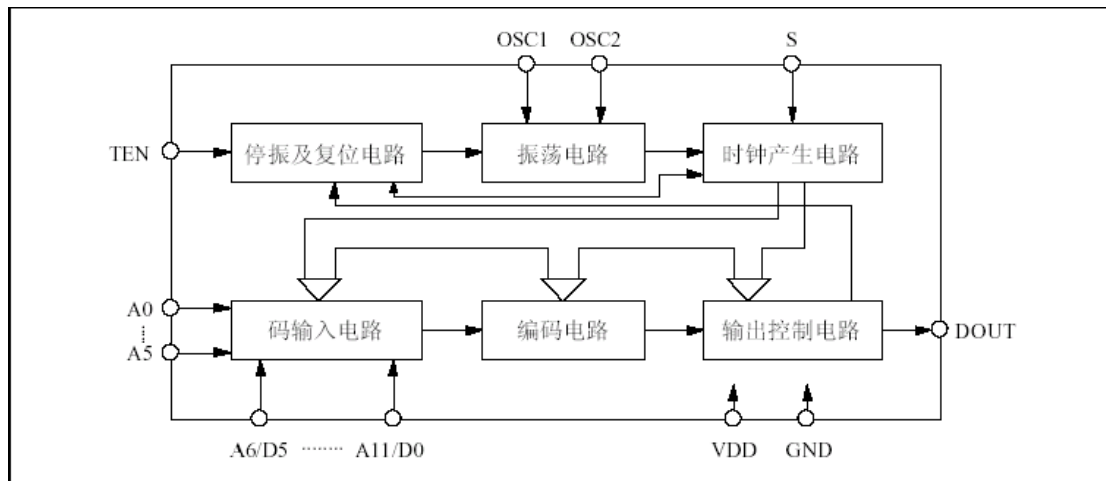 OSC1 OSC2 S
TEN
停振及复位电路 振荡电路 时钟产生电路
A0
A5
码输入电路 编码电路 输出控制电路
DOUT
A6/D5 ········ A11/D0 VDD GND